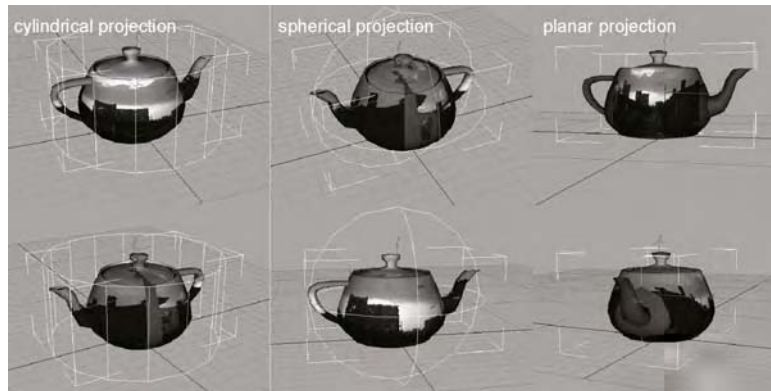 cylindrical projection
spherical projection
planar projection